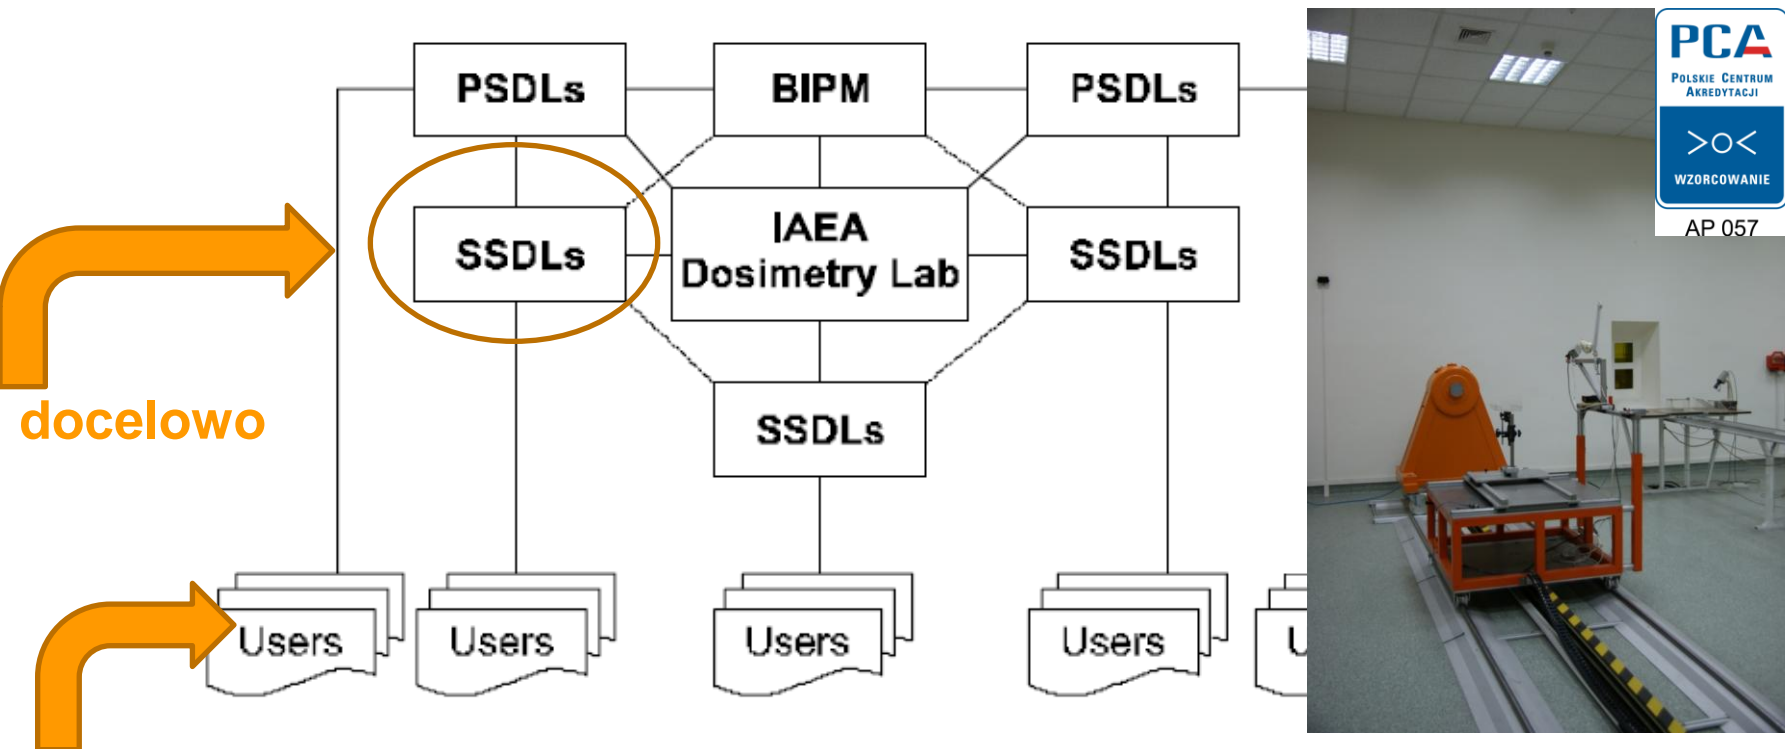 PSDLs
BIPM
PSDLs
SSDLs
IAEA
Dosimetry Lab
SSDLs
docelowo
SSDLs
Users
Users
Users
Users
U
PCA
POLSKIE CENTRUM
AKREDYTACJI
WZORCOWANIE
AP 057